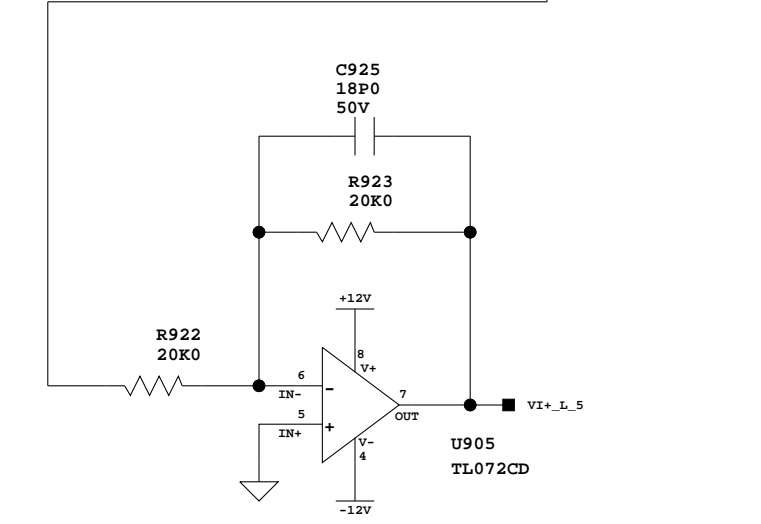 C925
18P0
50V
R923
20K0
+12V
R922
20K0
8
V+
6
IN-
-
7
OUT
VI+_L_5
5
IN+
+
V-
4
U905
TL072CD
-12V